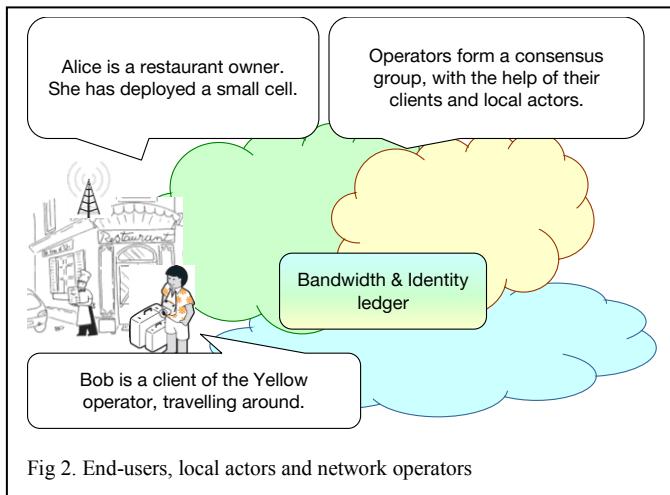 Alice is a restaurant owner.
She has deployed a small cell.
Operators form a consensus
group, with the help of their
clients and local actors.
Restaurant
Bandwidth & Identity
ledger
Bob is a client of the Yellow
operator, travelling around.
Fig 2. End-users, local actors and network operators